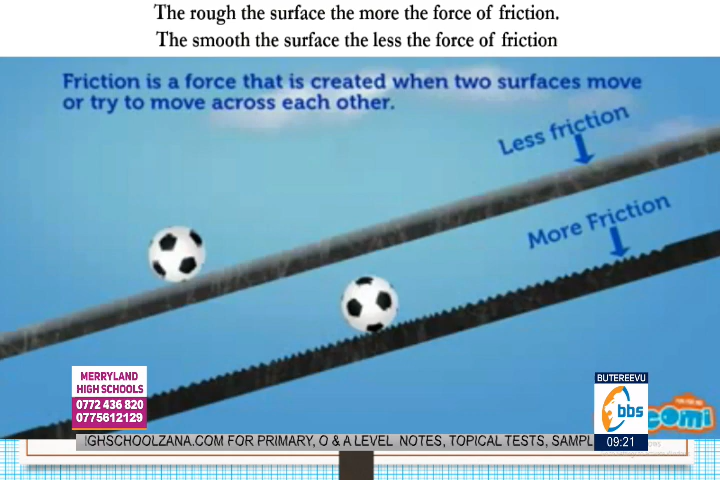 The rough the surface the more the force of friction.
The smooth the surface the less the force of friction
Friction is a force that is created when two surfaces move
or try to move across each other.
Less friction
More Friction
MERRYLAND
HIGH SCHOOLS
0772 436 820
0775612129
BUTEREEVU
bbs
09:21
comi
IGHSCHOOLZANA.COM FOR PRIMARY, O & A LEVEL NOTES, TOPICAL TESTS, SAMPL